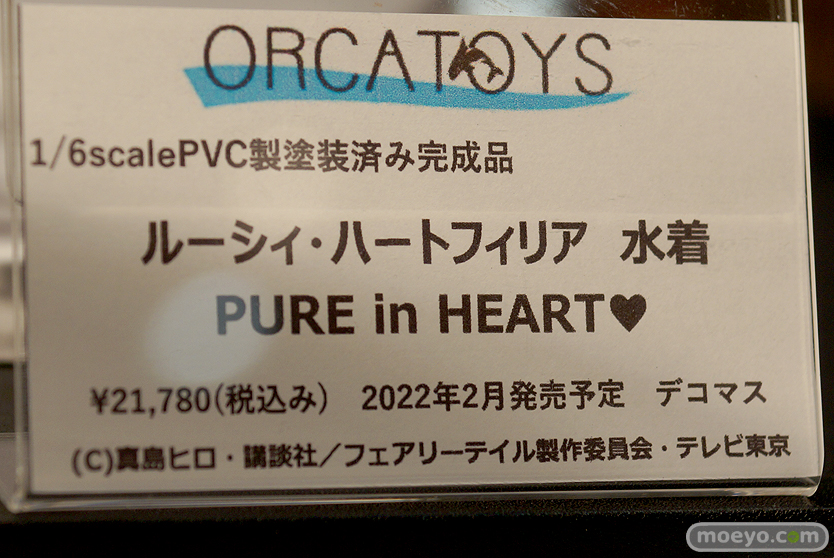 ORCATOYS
1/6scalePVC製塗装済み完成品
ルーシィ・ハートフィリア 水着
PURE in HEART♥
¥21,780(税込み) 2022年2月発売予定 デコマス
(C)真島ヒロ・講談社／フェアリーテイル製作委員会・テレビ東京
moeyo.com